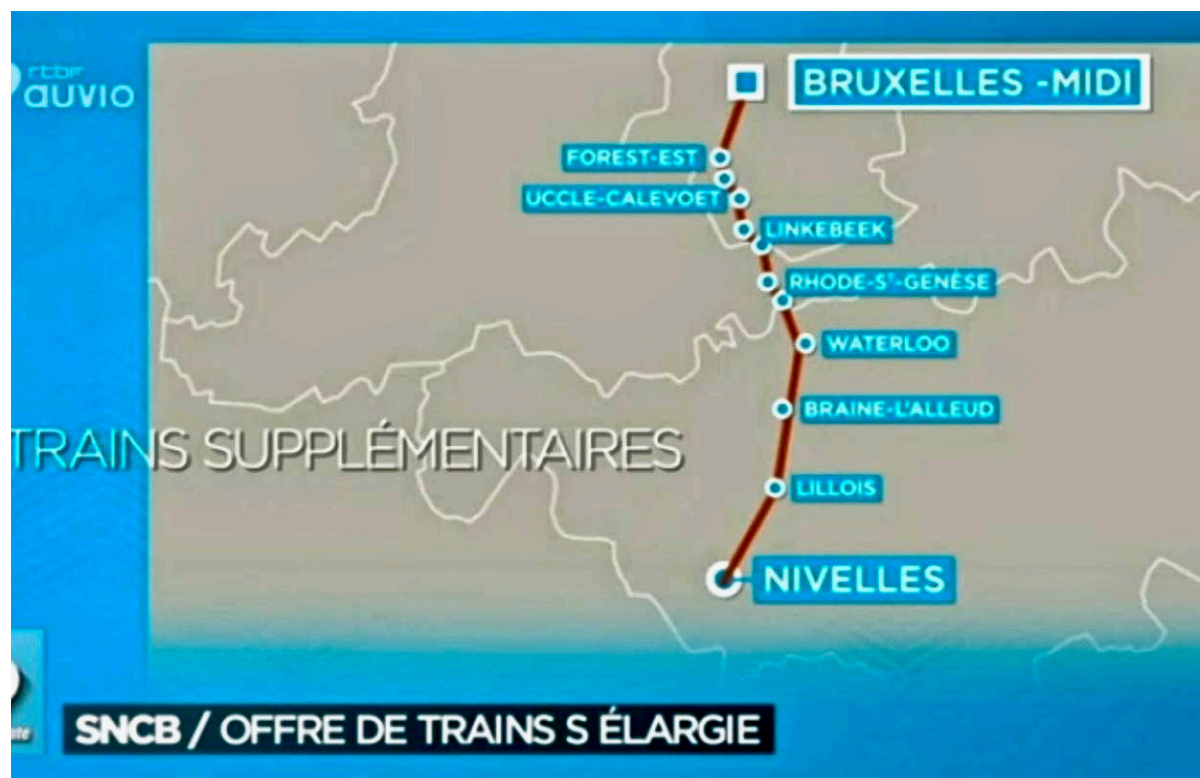 rtbf
auvio
BRUXELLES -MIDI
FOREST-EST
UCCLE-CALEVOET
LINKEBEEK
RHODE-ST-GENÈSE
WATERLOO
BRAINE-L'ALLEUD
TRAINS SUPPLÉMENTAIRES
LILLOIS
NIVELLES
SNCB / OFFRE DE TRAINS S ÉLARGIE